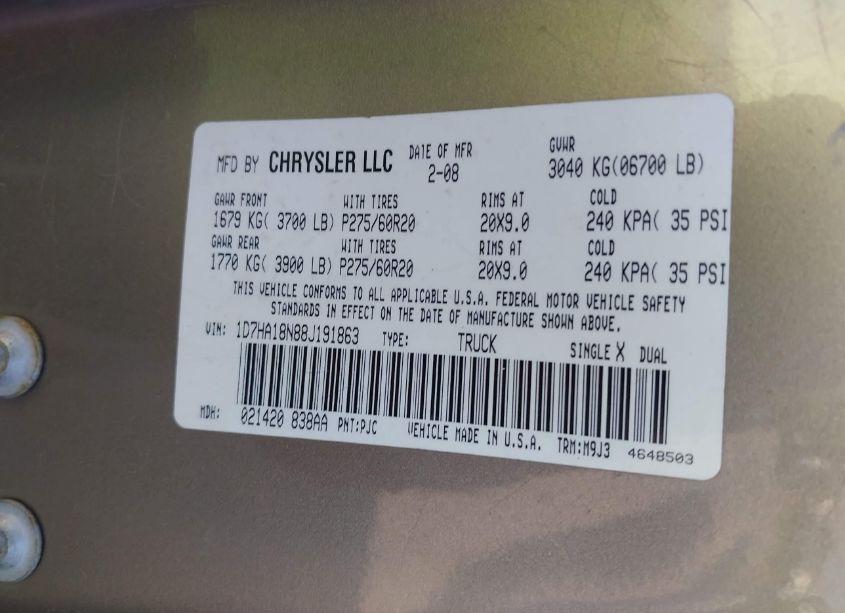 MFD BY CHRYSLER LLC DATE OF MFR 2-08 GVWR 3040 KG(06700 LB)
GAWR FRONT WITH TIRES RIMS AT COLD
1679 KG( 3700 LB) P275/60R20 20X9.0 240 KPA( 35 PSI
GAWR REAR WITH TIRES RIMS AT COLD
1770 KG( 3900 LB) P275/60R20 20X9.0 240 KPA( 35 PSI
THIS VEHICLE CONFORMS TO ALL APPLICABLE U.S.A. FEDERAL MOTOR VEHICLE SAFETY
STANDARDS IN EFFECT ON THE DATE OF MANUFACTURE SHOWN ABOVE.
VIN: 1D7HA18N88J191863 TYPE: TRUCK SINGLE X DUAL
MDH: 021420 838AA PNT:PJC VEHICLE MADE IN U.S.A. TRM:M9J3 4648503